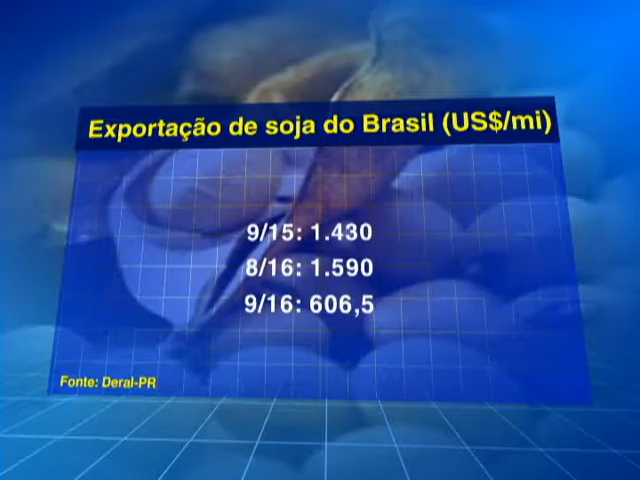 Exportação de soja do Brasil (US$/mi)
9/15: 1.430
8/16: 1.590
9/16: 606,5
Fonte: Deral-PR